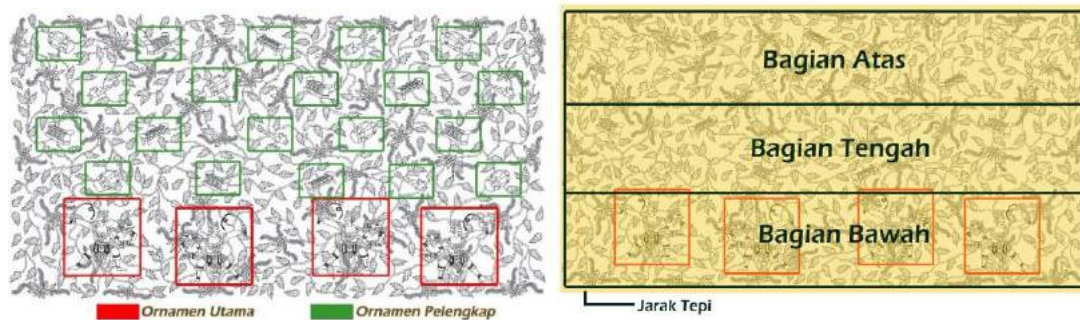 Ornamen Utama
Ornamen Pelengkap
Bagian Atas
Bagian Tengah
Bagian Bawah
Jarak Tepi